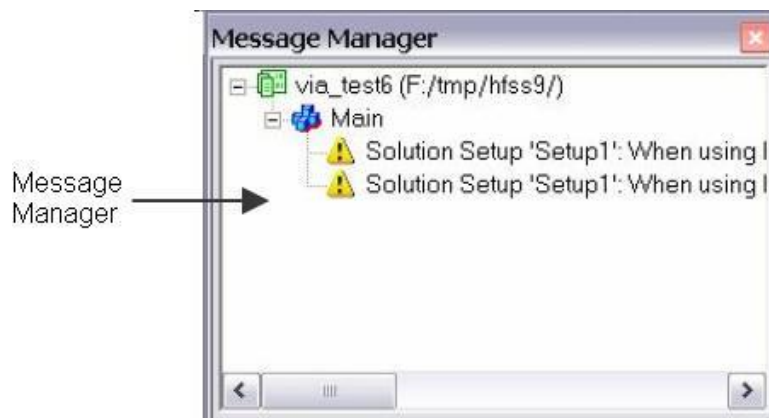 Message Manager
via_test6 (F:/tmp/hfss9/)
Main
Solution Setup 'Setup1': When using l
Solution Setup 'Setup1': When using l
Message
Manager